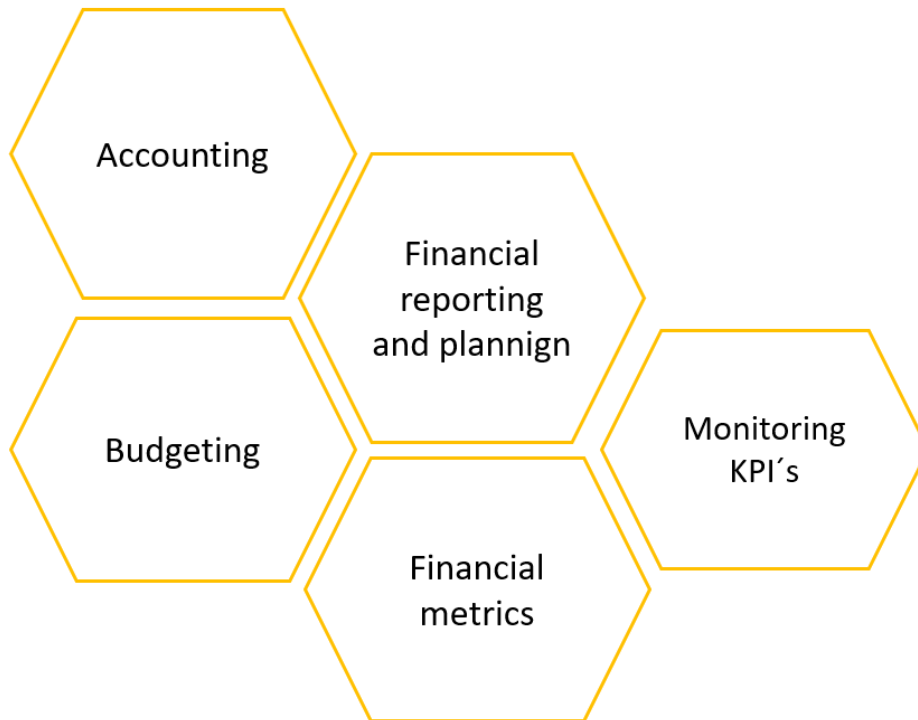 Accounting
Financial
reporting
and plannign
Budgeting
Monitoring
KPI´s
Financial
metrics